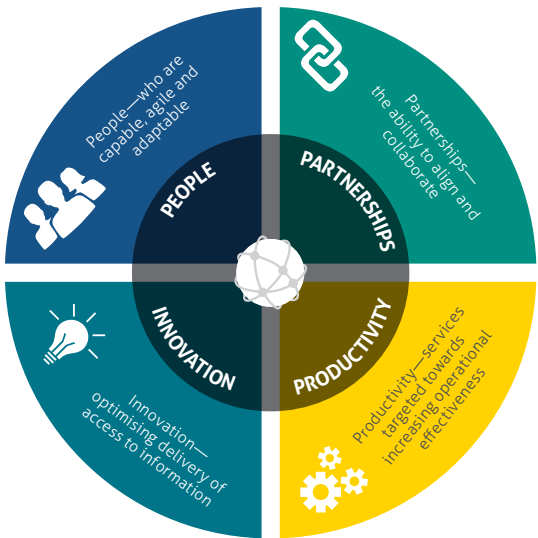 People—who are
capable, agile and
adaptable
PEOPLE
Partnerships—
the ability to align and
collaborate
PARTNERSHIPS
INNOVATION
Innovation—
optimising delivery of
access to information
PRODUCTIVITY
Productivity—services
targeted towards
increasing operational
effectiveness